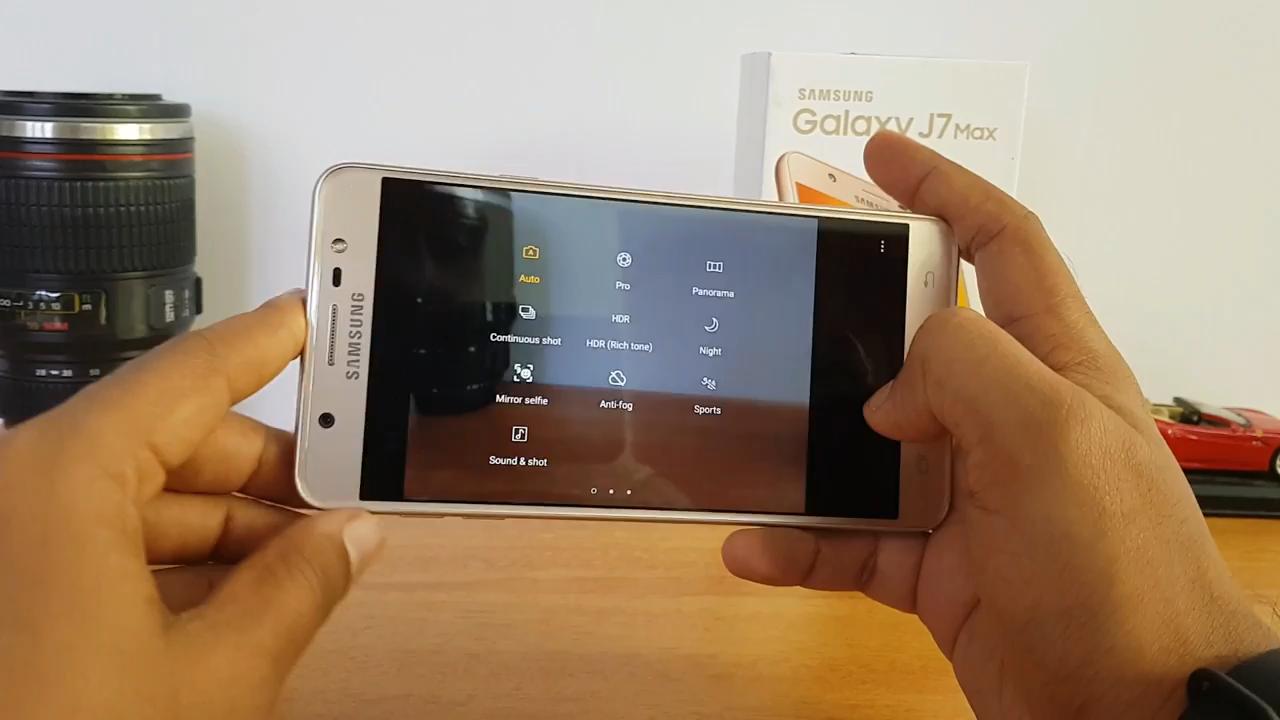 SAMSUNG
Galaxy J7 Max
SAMSUNG
Auto
Pro
Panorama
Continuous shot
HDR
HDR (Rich tone)
Night
Mirror selfie
Anti-fog
Sports
Sound & shot